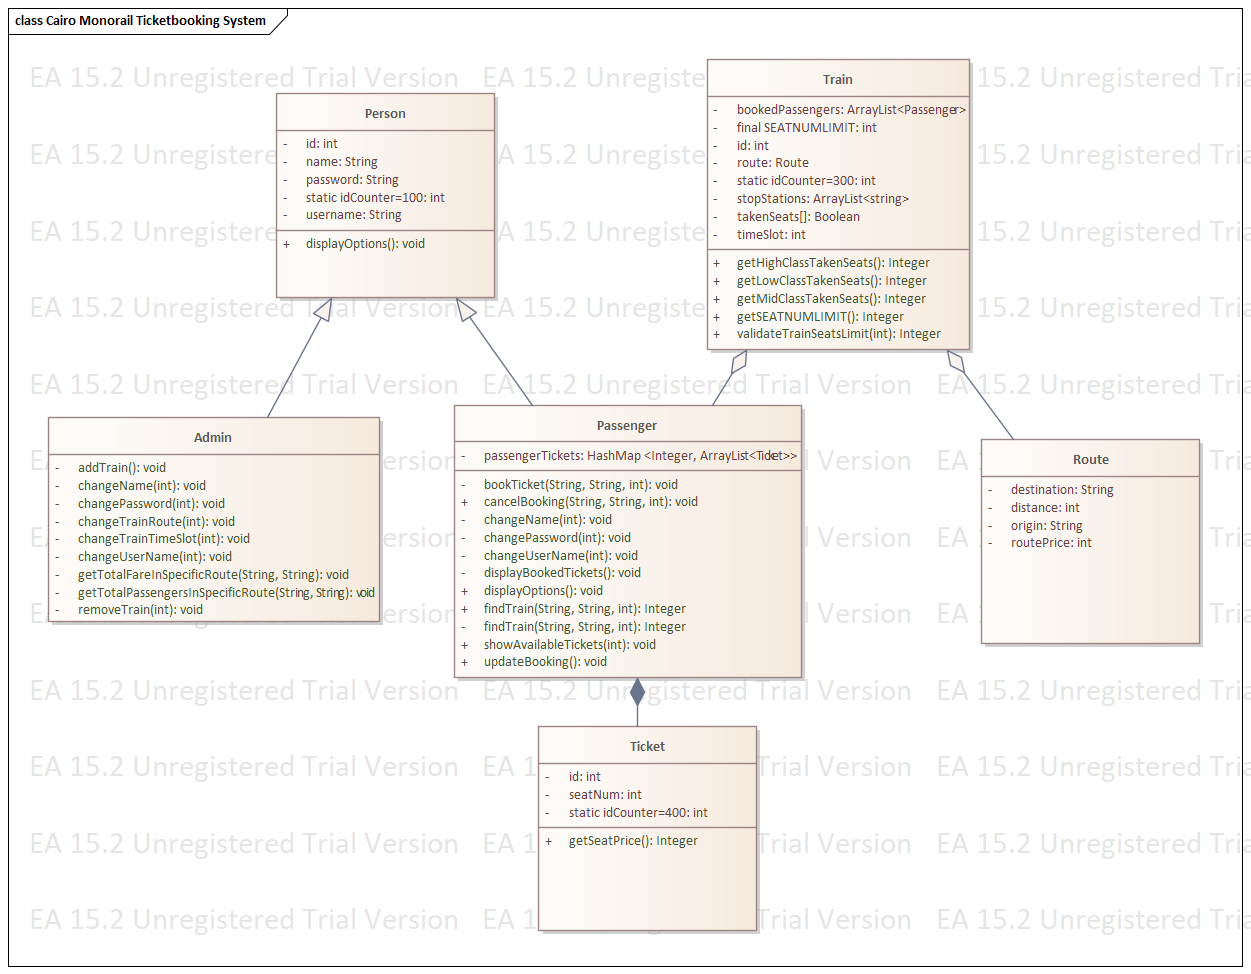 class Cairo Monorail Ticketbooking System
EA 15.2 Unregistered Trial Version
Person
- id: int
- name: String
- password: String
- static idCounter=100: int
- username: String
+ displayOptions(): void
Train
- bookedPassengers: ArrayList<Passenger>
- final SEATNUMLIMIT: int
- id: int
- route: Route
- static idCounter=300: int
- stopStations: ArrayList<string>
- takenSeats[]: Boolean
- timeSlot: int
+ getHighClassTakenSeats(): Integer
+ getLowClassTakenSeats(): Integer
+ getMidClassTakenSeats(): Integer
+ getSEATNUMLIMIT(): Integer
+ validateTrainSeatsLimit(int): Integer
Admin
- addTrain(): void
- changeName(int): void
- changePassword(int): void
- changeTrainRoute(int): void
- changeTrainTimeSlot(int): void
- changeUserName(int): void
- getTotalFareInSpecificRoute(String, String): void
- getTotalPassengersInSpecificRoute(String, String): void
- removeTrain(int): void
Passenger
- passengerTickets: HashMap <Integer, ArrayList<Ticket>>
- bookTicket(String, String, int): void
+ cancelBooking(String, String, int): void
- changeName(int): void
- changePassword(int): void
- changeUserName(int): void
- displayBookedTickets(): void
+ displayOptions(): void
+ findTrain(String, String, int): Integer
- findTrain(String, String, int): Integer
+ showAvailableTickets(int): void
+ updateBooking(): void
Route
- destination: String
- distance: int
- origin: String
- routePrice: int
Ticket
- id: int
- seatNum: int
- static idCounter=400: int
+ getSeatPrice(): Integer